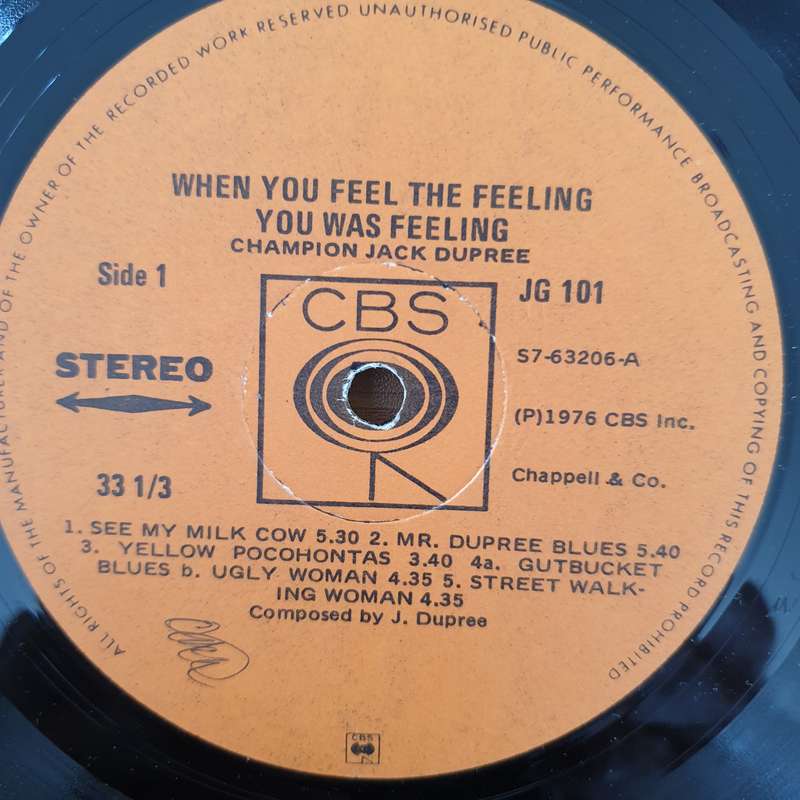 ALL RIGHTS OF THE MANUFACTURER AND OF THE OWNER OF THE RECORDED WORK RESERVED UNAUTHORISED PUBLIC PERFORMANCE BROADCASTING AND COPYING OF THIS RECORD PROHIBITED
WHEN YOU FEEL THE FEELING
YOU WAS FEELING
CHAMPION JACK DUPREE
Side 1
CBS
JG 101
STEREO
S7-63206-A
(P)1976 CBS Inc.
33 1/3
Chappell & Co.
1. SEE MY MILK COW 5.30 2. MR. DUPREE BLUES 5.40
3. YELLOW POCOHONTAS 3.40 4a. GUTBUCKET
BLUES b. UGLY WOMAN 4.35 5. STREET WALK-
ING WOMAN 4.35
Composed by J. Dupree
CBS